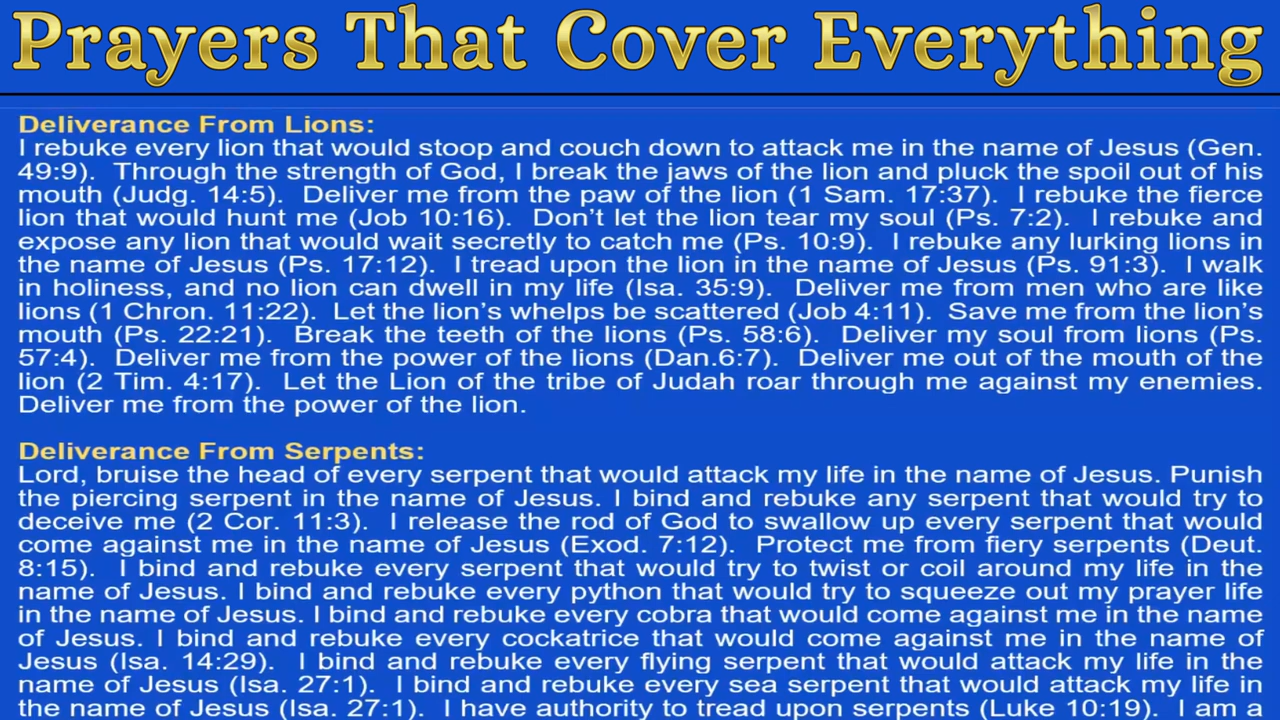 Prayers That Cover Everything
Deliverance From Lions:
I rebuke every lion that would stoop and couch down to attack me in the name of Jesus (Gen.
49:9).  Through the strength of God, I break the jaws of the lion and pluck the spoil out of his
mouth (Judg. 14:5).  Deliver me from the paw of the lion (1 Sam. 17:37).  I rebuke the fierce
lion that would hunt me (Job 10:16).  Don’t let the lion tear my soul (Ps. 7:2).  I rebuke and
expose any lion that would wait secretly to catch me (Ps. 10:9).  I rebuke any lurking lions in
the name of Jesus (Ps. 17:12).  I tread upon the lion in the name of Jesus (Ps. 91:3).  I walk
in holiness, and no lion can dwell in my life (Isa. 35:9).  Deliver me from men who are like
lions (1 Chron. 11:22).  Let the lion’s whelps be scattered (Job 4:11).  Save me from the lion’s
mouth (Ps. 22:21).  Break the teeth of the lions (Ps. 58:6).  Deliver my soul from lions (Ps.
57:4).  Deliver me from the power of the lions (Dan.6:7).  Deliver me out of the mouth of the
lion (2 Tim. 4:17).  Let the Lion of the tribe of Judah roar through me against my enemies.
Deliver me from the power of the lion.
Deliverance From Serpents:
Lord, bruise the head of every serpent that would attack my life in the name of Jesus. Punish
the piercing serpent in the name of Jesus. I bind and rebuke any serpent that would try to
deceive me (2 Cor. 11:3).  I release the rod of God to swallow up every serpent that would
come against me in the name of Jesus (Exod. 7:12).  Protect me from fiery serpents (Deut.
8:15).  I bind and rebuke every serpent that would try to twist or coil around my life in the
name of Jesus. I bind and rebuke every python that would try to squeeze out my prayer life
in the name of Jesus. I bind and rebuke every cobra that would come against me in the name
of Jesus. I bind and rebuke every cockatrice that would come against me in the name of
Jesus (Isa. 14:29).  I bind and rebuke every flying serpent that would attack my life in the
name of Jesus (Isa. 27:1).  I bind and rebuke every sea serpent that would attack my life in
the name of Jesus (Isa. 27:1).  I have authority to tread upon serpents (Luke 10:19).  I am a